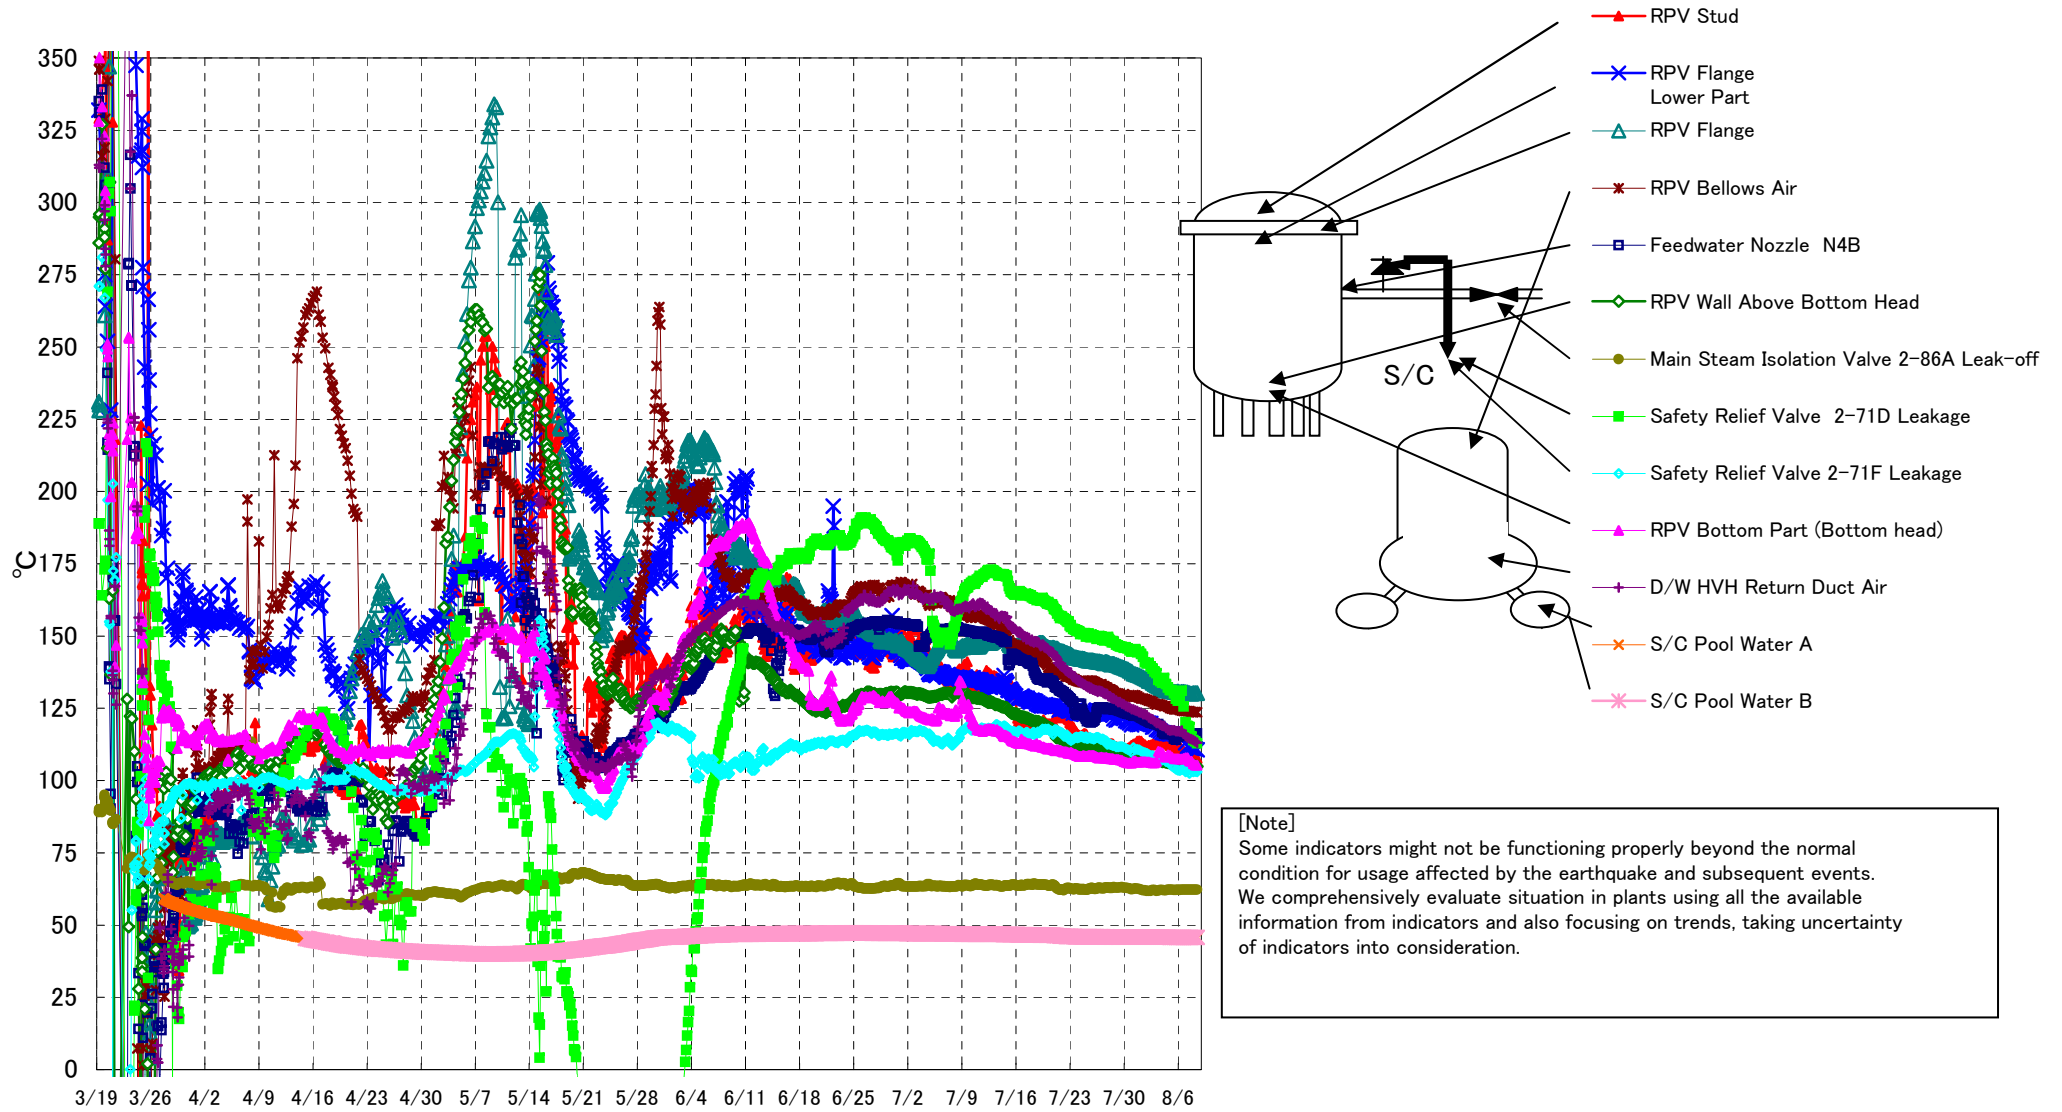 350
325
300
275
250
225
200
175
150
125
100
75
50
25
0
℃
3/19 3/26 4/2 4/9 4/16 4/23 4/30 5/7 5/14 5/21 5/28 6/4 6/11 6/18 6/25 7/2 7/9 7/16 7/23 7/30 8/6
RPV Stud
RPV Flange
Lower Part
RPV Flange
RPV Bellows Air
Feedwater Nozzle N4B
RPV Wall Above Bottom Head
Main Steam Isolation Valve 2-86A Leak-off
Safety Relief Valve 2-71D Leakage
Safety Relief Valve 2-71F Leakage
RPV Bottom Part (Bottom head)
D/W HVH Return Duct Air
S/C Pool Water A
S/C Pool Water B
S/C
[Note]
Some indicators might not be functioning properly beyond the normal
condition for usage affected by the earthquake and subsequent events.
We comprehensively evaluate situation in plants using all the available
information from indicators and also focusing on trends, taking uncertainty
of indicators into consideration.